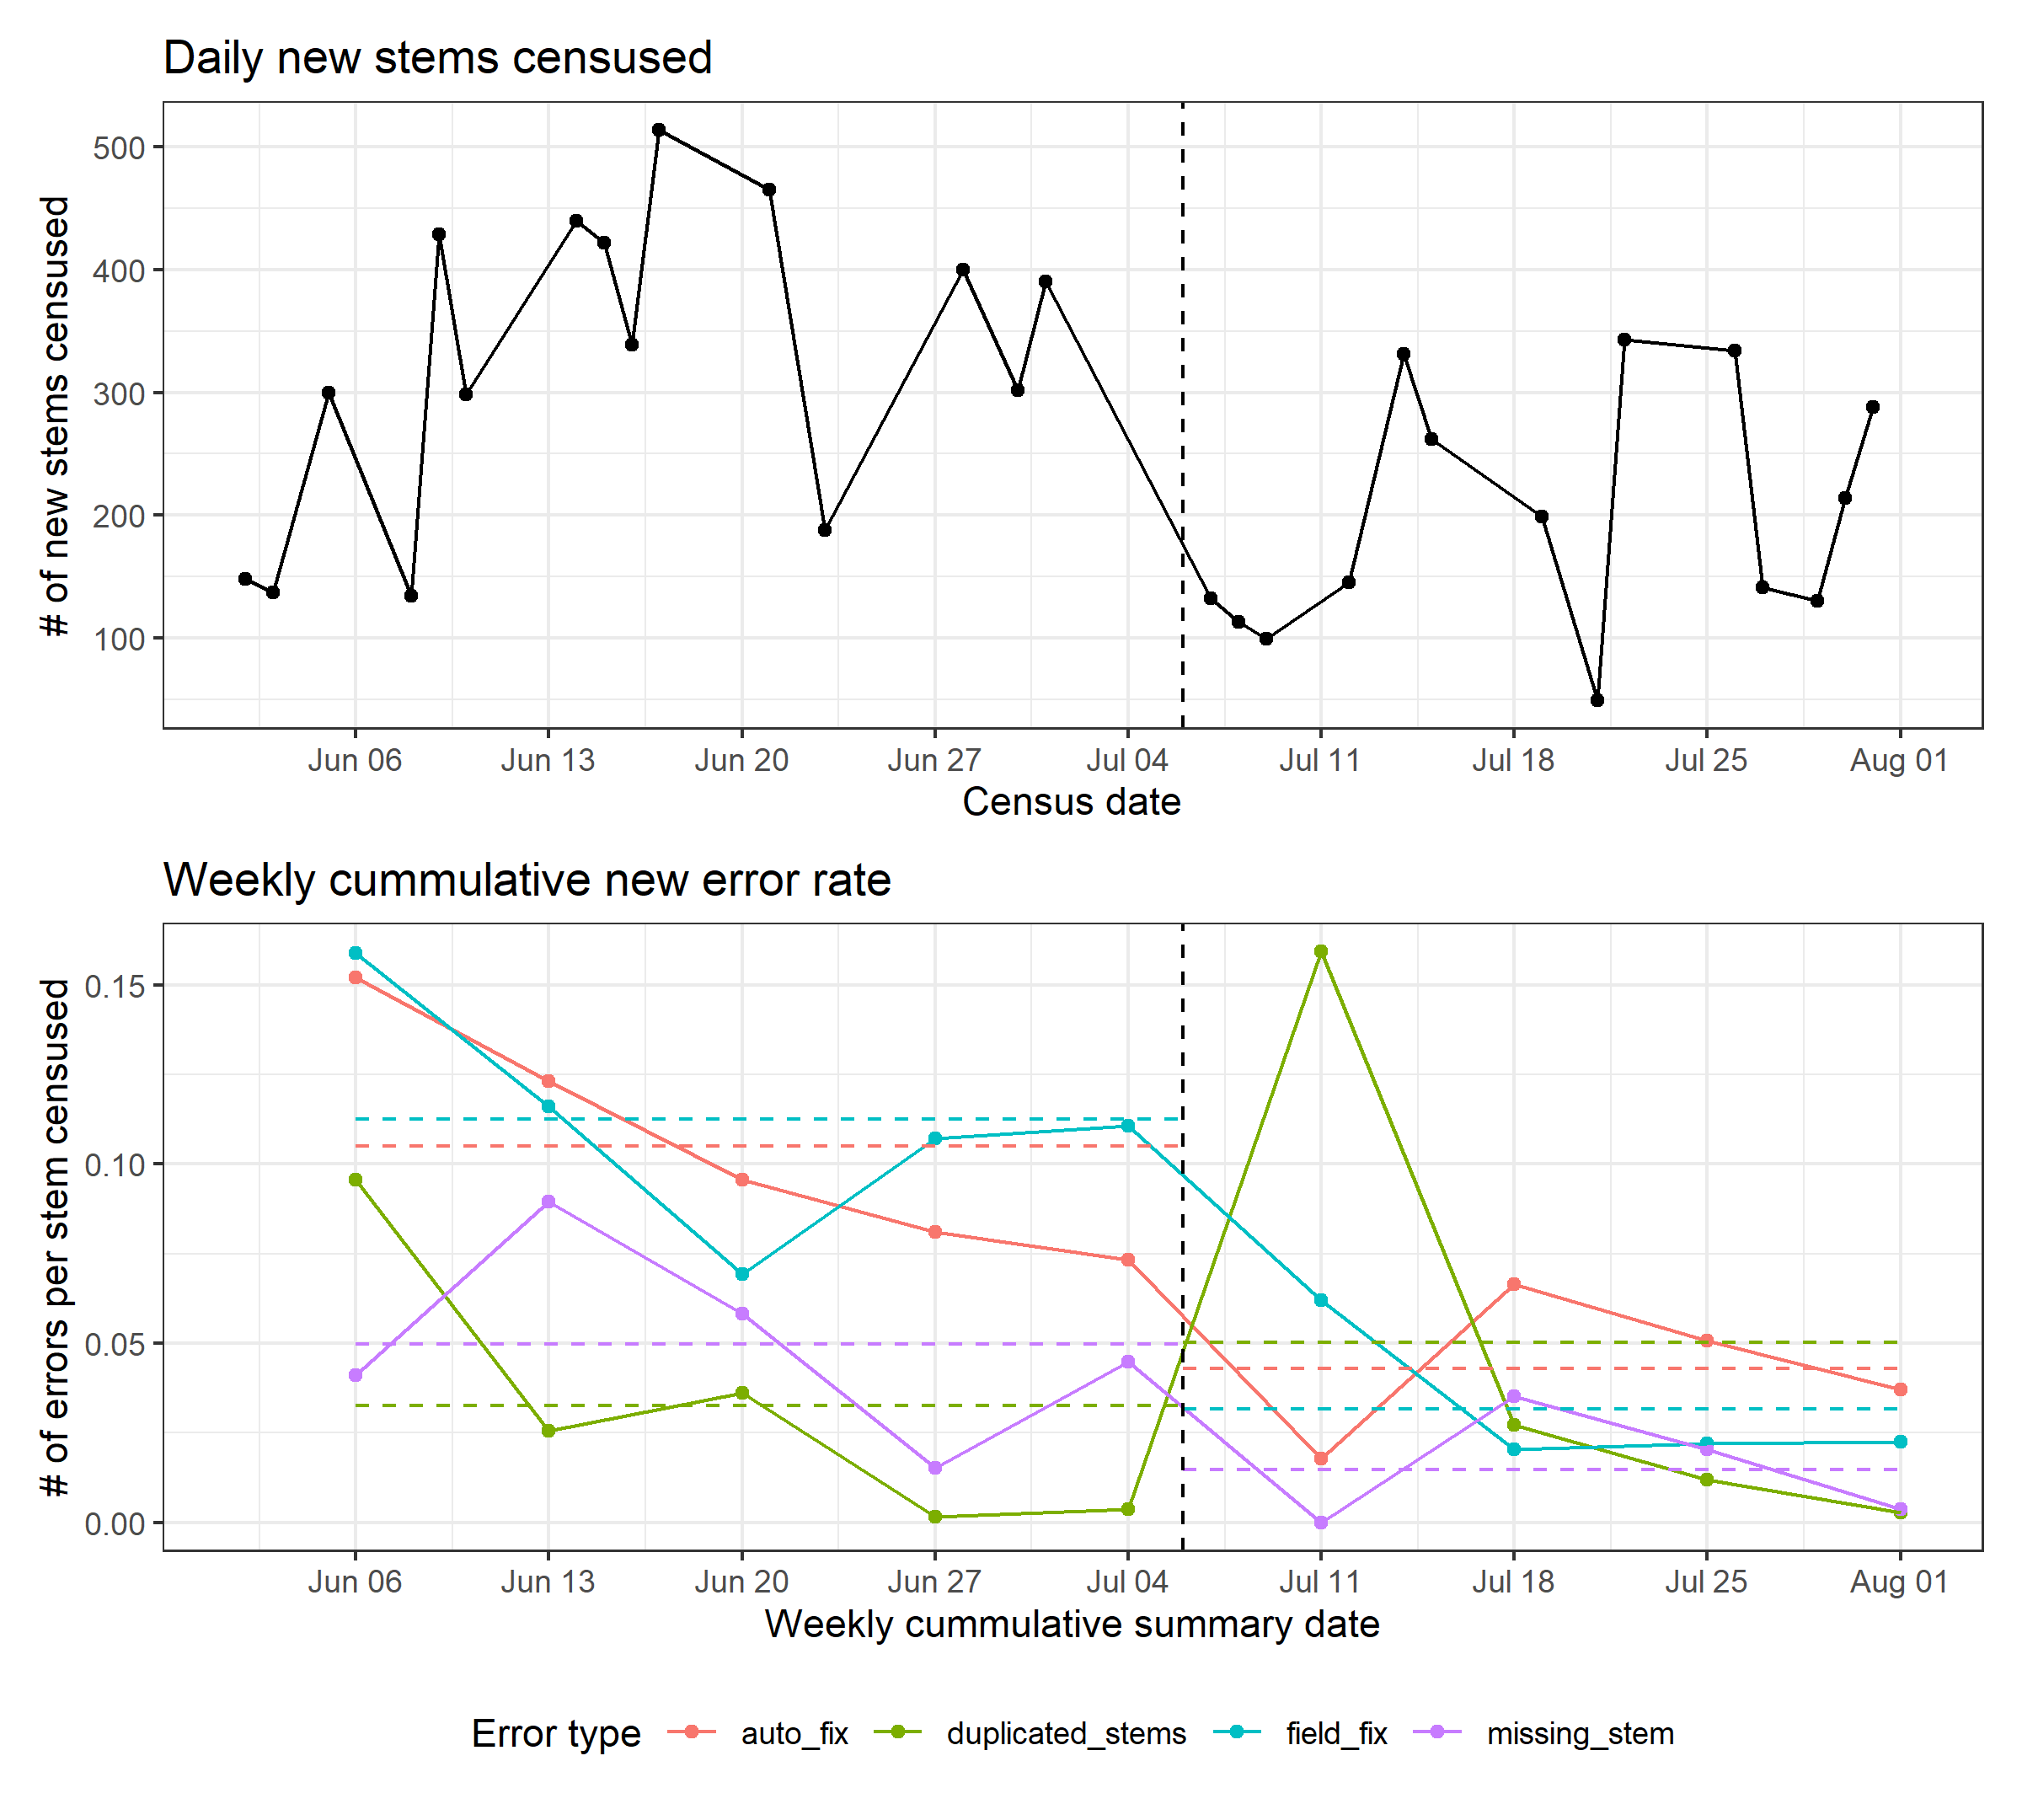 Daily new stems censused
# of new stems censused
500
400
300
200
100
Jun 06 Jun 13 Jun 20 Jun 27 Jul 04 Jul 11 Jul 18 Jul 25 Aug 01
Census date
Weekly cummulative new error rate
# of errors per stem censused
0.15
0.10
0.05
0.00
Jun 06 Jun 13 Jun 20 Jun 27 Jul 04 Jul 11 Jul 18 Jul 25 Aug 01
Weekly cummulative summary date
Error type auto_fix duplicated_stems field_fix missing_stem